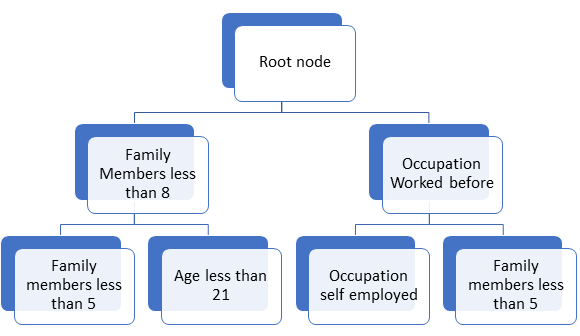 Root node
Family
Members less
than 8
Occupation
Worked before
Family
members less
than 5
Age less than
21
Occupation
self employed
Family
members less
than 5